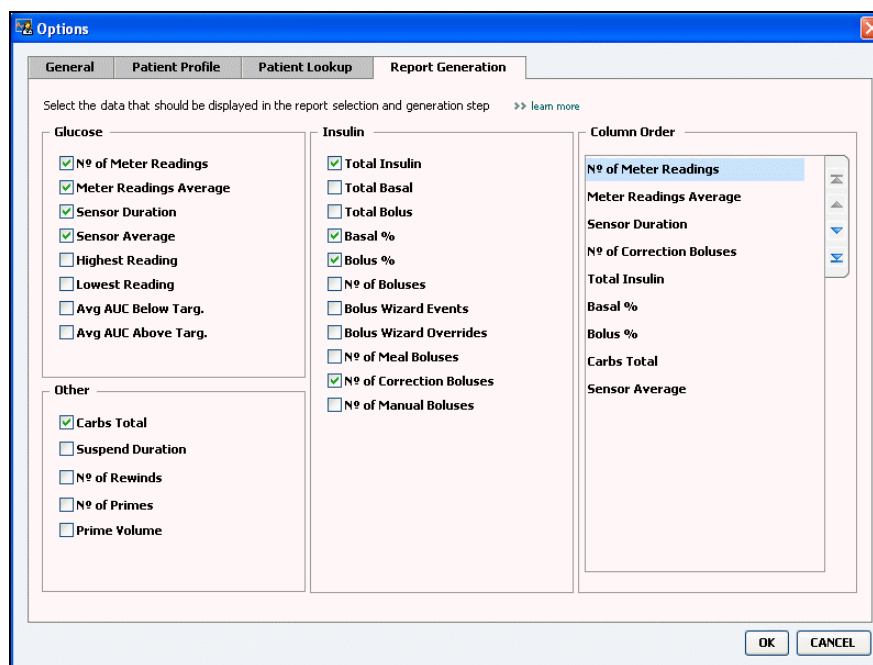 Options
General
Patient Profile
Patient Lookup
Report Generation
Select the data that should be displayed in the report selection and generation step
>> learn more
Glucose
Nº of Meter Readings
Meter Readings Average
Sensor Duration
Sensor Average
Highest Reading
Lowest Reading
Avg AUC Below Targ.
Avg AUC Above Targ.
Other
Carbs Total
Suspend Duration
Nº of Rewinds
Nº of Primes
Prime Volume
Insulin
Total Insulin
Total Basal
Total Bolus
Basal %
Bolus %
Nº of Boluses
Bolus Wizard Events
Bolus Wizard Overrides
Nº of Meal Boluses
Nº of Correction Boluses
Nº of Manual Boluses
Column Order
Nº of Meter Readings
Meter Readings Average
Sensor Duration
Nº of Correction Boluses
Total Insulin
Basal %
Bolus %
Carbs Total
Sensor Average
OK
CANCEL